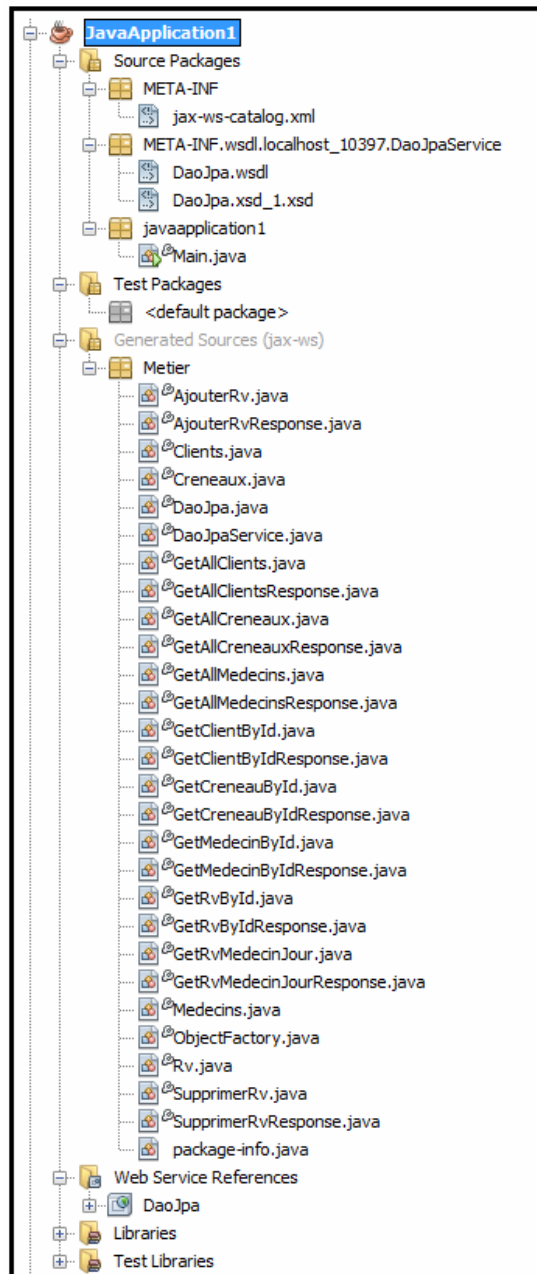 JavaApplication1
Source Packages
META-INF
jax-ws-catalog.xml
META-INF.wsdl.localhost_10397.DaoJpaService
DaoJpa.wsdl
DaoJpa.xsd_1.xsd
javaapplication1
Main.java
Test Packages
<default package>
Generated Sources (jax-ws)
Metier
AjouterRv.java
AjouterRvResponse.java
Clients.java
Creneaux.java
DaoJpa.java
DaoJpaService.java
GetAllClients.java
GetAllClientsResponse.java
GetAllCreneaux.java
GetAllCreneauxResponse.java
GetAllMedecins.java
GetAllMedecinsResponse.java
GetClientById.java
GetClientByIdResponse.java
GetCreneauById.java
GetCreneauByIdResponse.java
GetMedecinById.java
GetMedecinByIdResponse.java
GetRvById.java
GetRvByIdResponse.java
GetRvMedecinJour.java
GetRvMedecinJourResponse.java
Medecins.java
ObjectFactory.java
Rv.java
SupprimerRv.java
SupprimerRvResponse.java
package-info.java
Web Service References
DaoJpa
Libraries
Test Libraries